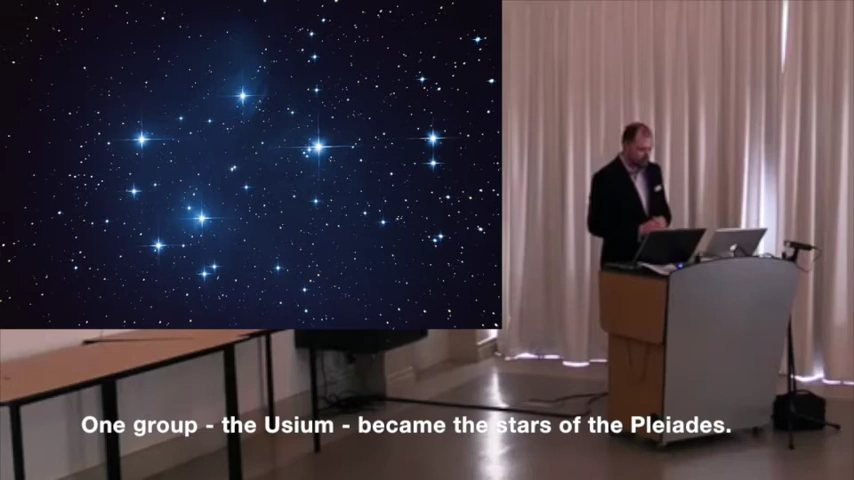 One group - the Usium - became the stars of the Pleiades.